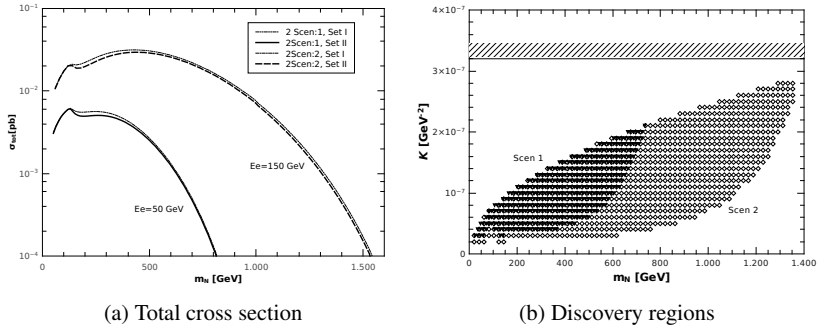 10⁻¹
10⁻²
10⁻³
10⁻⁴
σtot[pb]
2 Scen:1, Set I
2Scen:1, Set II
2Scen:2, Set I
2Scen:2, Set II
Ee=150 GeV
Ee=50 GeV
0 500 1.000 1.500
mN [GeV]
(a) Total cross section
4×10⁻⁷
3×10⁻⁷
2×10⁻⁷
10⁻⁷
0
K [GeV⁻²]
Scen 1
Scen 2
0 200 400 600 800 1.000 1.200 1.400
mN [GeV]
(b) Discovery regions